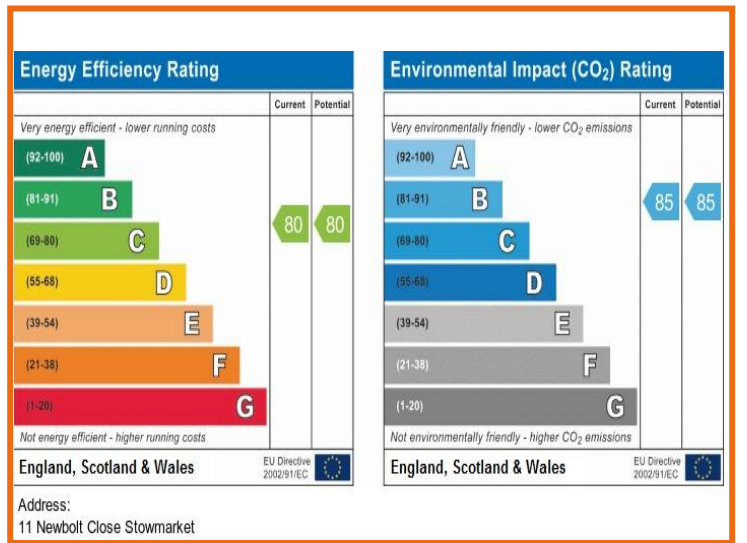 Energy Efficiency Rating
Current Potential
Very energy efficient - lower running costs
(92-100) A
(81-91) B
(69-80) C
80 80
(55-68) D
(39-54) E
(21-38) F
(1-20) G
Not energy efficient - higher running costs
England, Scotland & Wales
EU Directive
2002/91/EC
Environmental Impact (CO2) Rating
Current Potential
Very environmentally friendly - lower CO2 emissions
(92-100) A
(81-91) B
85 85
(69-80) C
(55-68) D
(39-54) E
(21-38) F
(1-20) G
Not environmentally friendly - higher CO2 emissions
England, Scotland & Wales
EU Directive
2002/91/EC
Address:
11 Newbolt Close Stowmarket